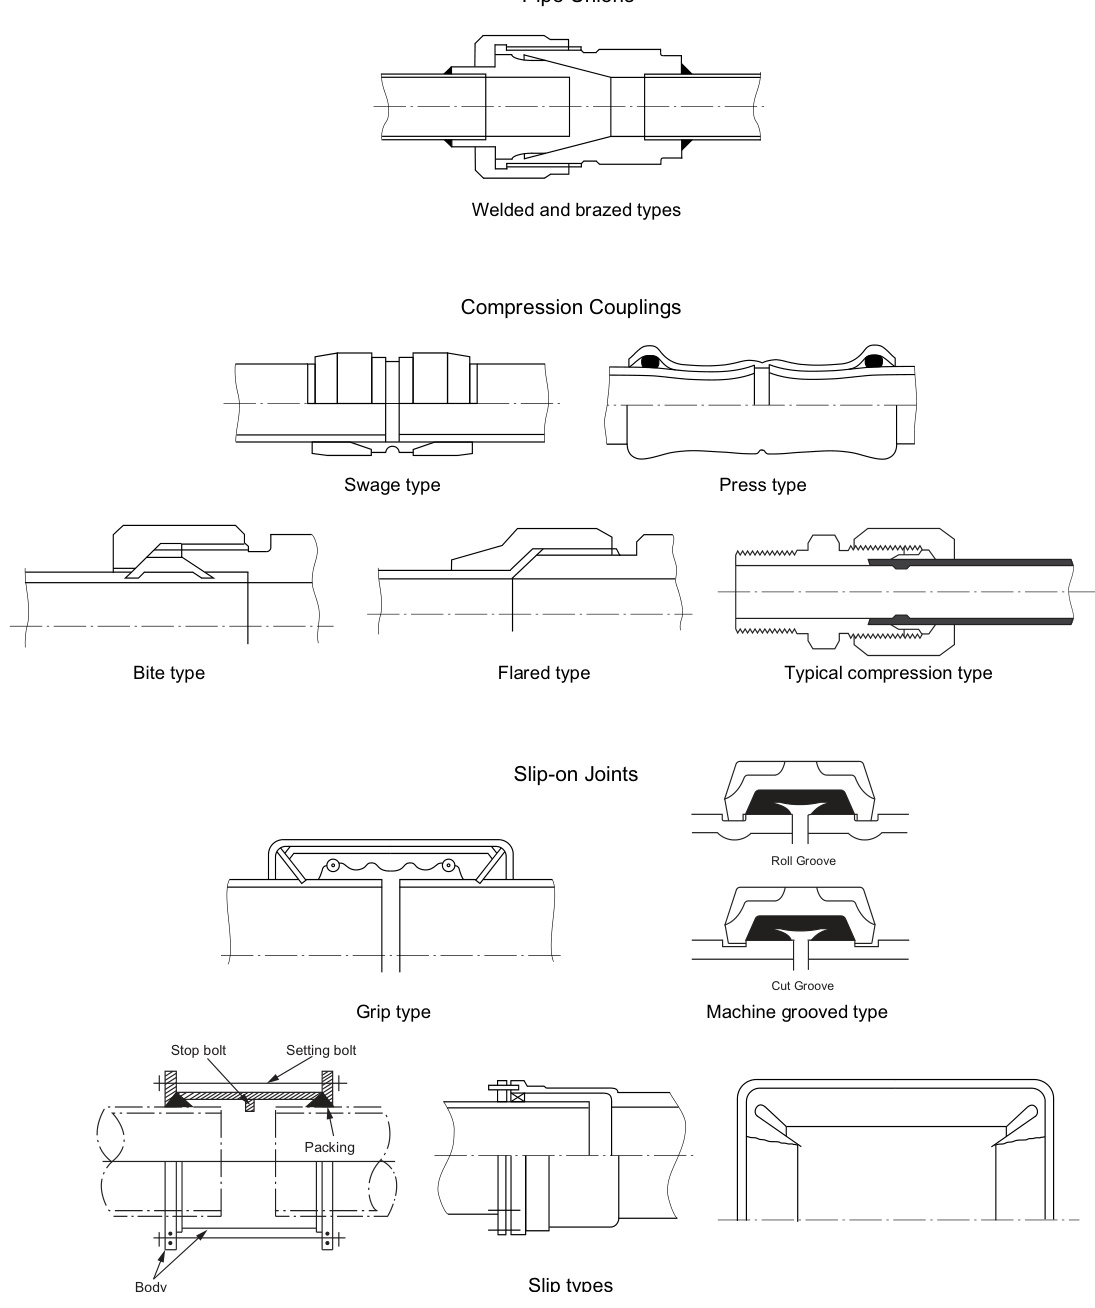 Pipe Unions
Welded and brazed types
Compression Couplings
Swage type
Press type
Bite type
Flared type
Typical compression type
Slip-on Joints
Roll Groove
Cut Groove
Grip type
Machine grooved type
Stop bolt
Setting bolt
Packing
Body
Slip types